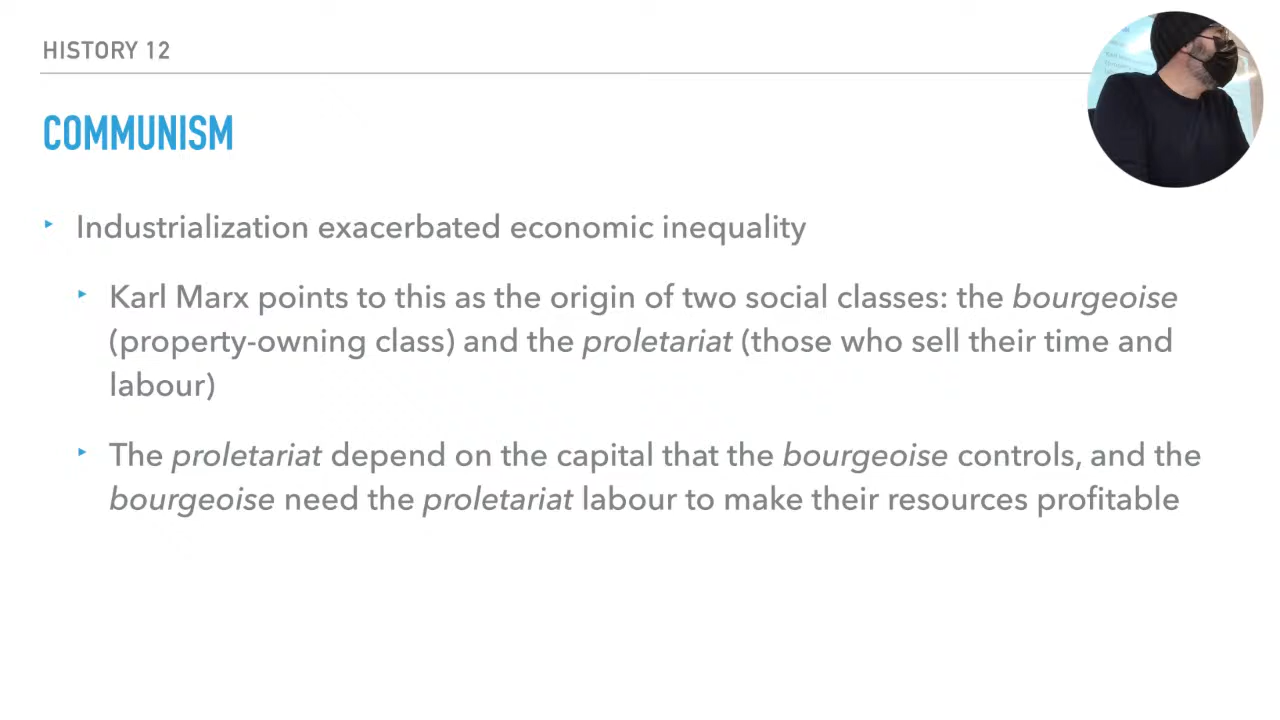 HISTORY 12
COMMUNISM
Industrialization exacerbated economic inequality
Karl Marx points to this as the origin of two social classes: the bourgeoise
(property-owning class) and the proletariat (those who sell their time and
labour)
The proletariat depend on the capital that the bourgeoise controls, and the
bourgeoise need the proletariat labour to make their resources profitable